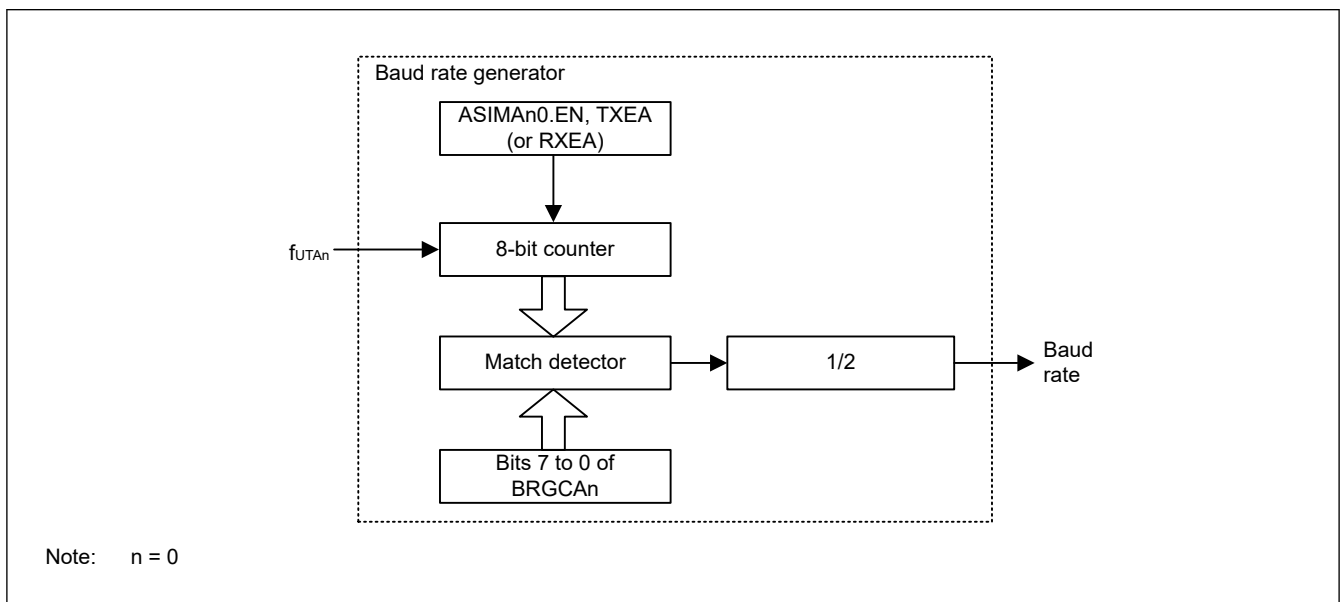 Baud rate generator
ASIMAn0.EN, TXEA
(or RXEA)
fUTAn
8-bit counter
Match detector
1/2
Baud
rate
Bits 7 to 0 of
BRGCAn
Note: n = 0